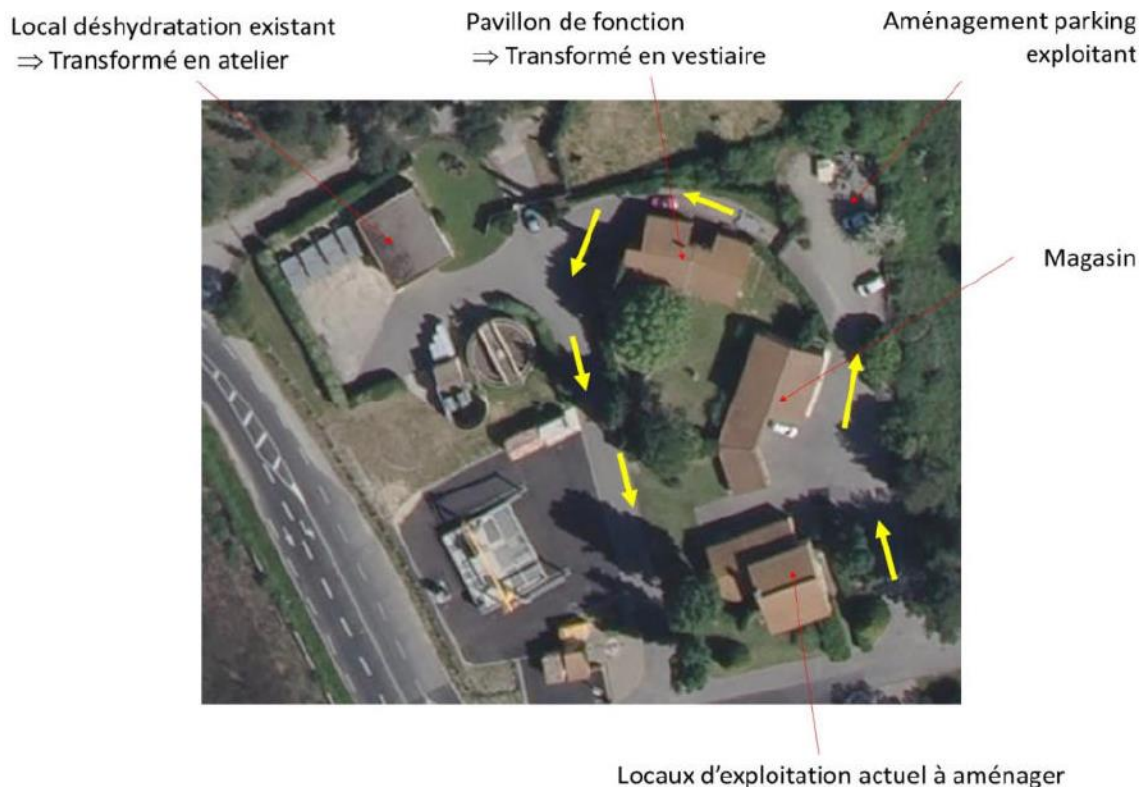 Local déshydratation existant
⇒ Transformé en atelier
Pavillon de fonction
⇒ Transformé en vestiaire
Aménagement parking
exploitant
Magasin
Locaux d’exploitation actuel à aménager